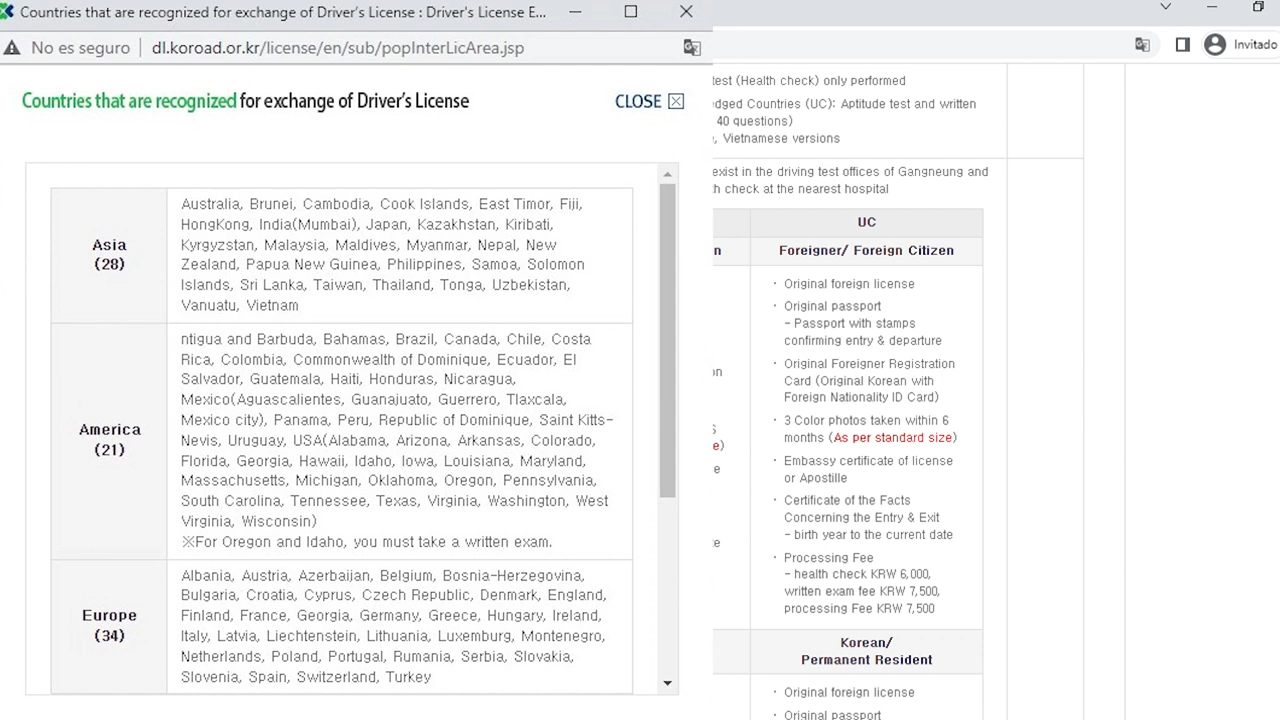 Countries that are recognized for exchange of Driver's License : Driver's License E...
No es seguro
dl.koroad.or.kr/license/en/sub/popInterLicArea.jsp
Invitado
Countries that are recognized for exchange of Driver's License
CLOSE
Asia
(28)
Australia, Brunei, Cambodia, Cook Islands, East Timor, Fiji,
HongKong, India(Mumbai), Japan, Kazakhstan, Kiribati,
Kyrgyzstan, Malaysia, Maldives, Myanmar, Nepal, New
Zealand, Papua New Guinea, Philippines, Samoa, Solomon
Islands, Sri Lanka, Taiwan, Thailand, Tonga, Uzbekistan,
Vanuatu, Vietnam
America
(21)
ntigua and Barbuda, Bahamas, Brazil, Canada, Chile, Costa
Rica, Colombia, Commonwealth of Dominique, Ecuador, El
Salvador, Guatemala, Haiti, Honduras, Nicaragua,
Mexico(Aguascalientes, Guanajuato, Guerrero, Tlaxcala,
Mexico city), Panama, Peru, Republic of Dominique, Saint Kitts-
Nevis, Uruguay, USA(Alabama, Arizona, Arkansas, Colorado,
Florida, Georgia, Hawaii, Idaho, Iowa, Louisiana, Maryland,
Massachusetts, Michigan, Oklahoma, Oregon, Pennsylvania,
South Carolina, Tennessee, Texas, Virginia, Washington, West
Virginia, Wisconsin)
※For Oregon and Idaho, you must take a written exam.
Europe
(34)
Albania, Austria, Azerbaijan, Belgium, Bosnia-Herzegovina,
Bulgaria, Croatia, Cyprus, Czech Republic, Denmark, England,
Finland, France, Georgia, Germany, Greece, Hungary, Ireland,
Italy, Latvia, Liechtenstein, Lithuania, Luxemburg, Montenegro,
Netherlands, Poland, Portugal, Rumania, Serbia, Slovakia,
Slovenia, Spain, Switzerland, Turkey
test (Health check) only performed
edged Countries (UC): Aptitude test and written
40 questions)
, Vietnamese versions
exist in the driving test offices of Gangneung and
th check at the nearest hospital
UC
n
Foreigner/ Foreign Citizen
· Original foreign license
· Original passport
- Passport with stamps
confirming entry & departure
on
· Original Foreigner Registration
Card (Original Korean with
Foreign Nationality ID Card)
· 3 Color photos taken within 6
s
months (As per standard size)
e)
e
· Embassy certificate of license
or Apostille
· Certificate of the Facts
Concerning the Entry & Exit
- birth year to the current date
te
· Processing Fee
- health check KRW 6,000,
written exam fee KRW 7,500,
processing Fee KRW 7,500
Korean/
Permanent Resident
· Original foreign license
· Original passport